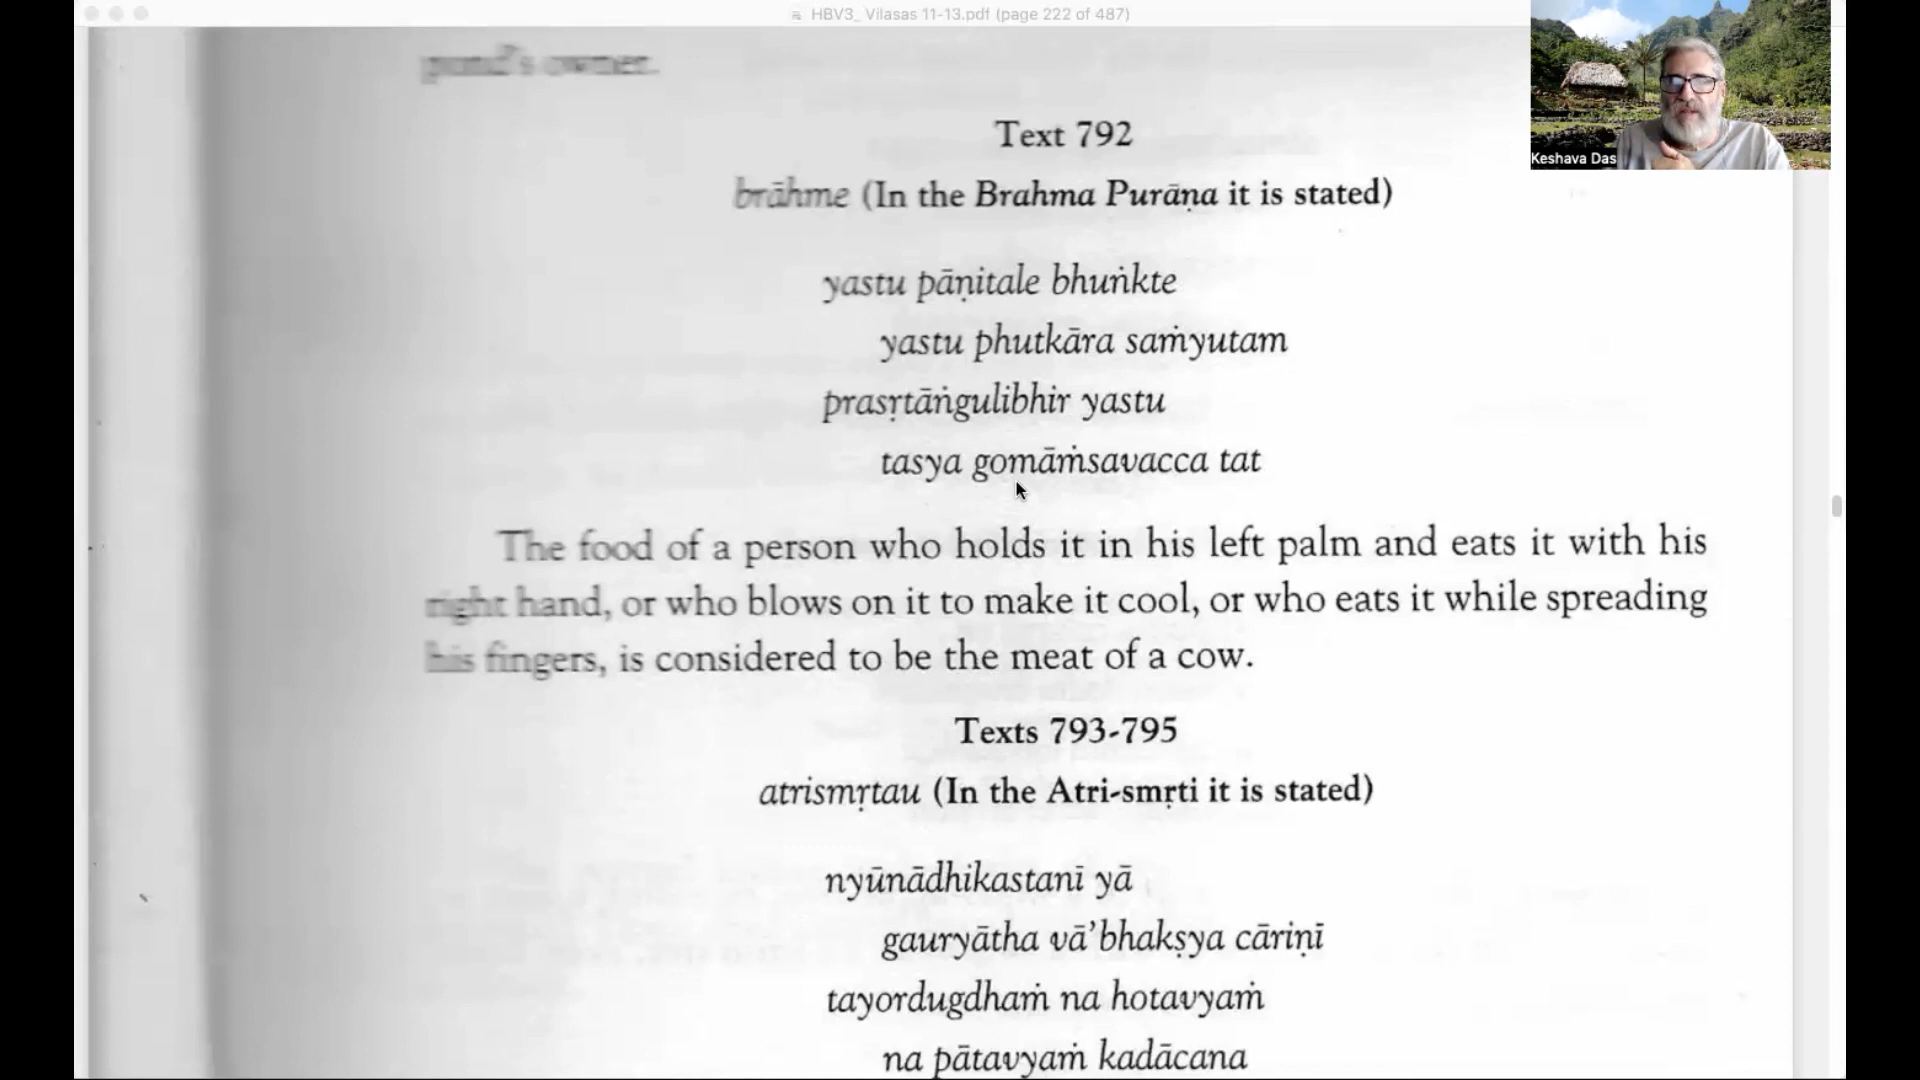 HBV3_ Vilasas 11-13.pdf (page 222 of 487)
Keshava Das
pund's owner.
Text 792
brāhme (In the Brahma Purāṇa it is stated)
yastu pāṇitale bhuṅkte
yastu phutkāra saṁyutam
prasṛtāṅgulibhir yastu
tasya gomāṁsavacca tat
The food of a person who holds it in his left palm and eats it with his
right hand, or who blows on it to make it cool, or who eats it while spreading
his fingers, is considered to be the meat of a cow.
Texts 793-795
atrismṛtau (In the Atri-smṛti it is stated)
nyūnādhikastanī yā
gauryātha vā'bhakṣya cāriṇī
tayordugdhaṁ na hotavyaṁ
na pātavyaṁ kadācana